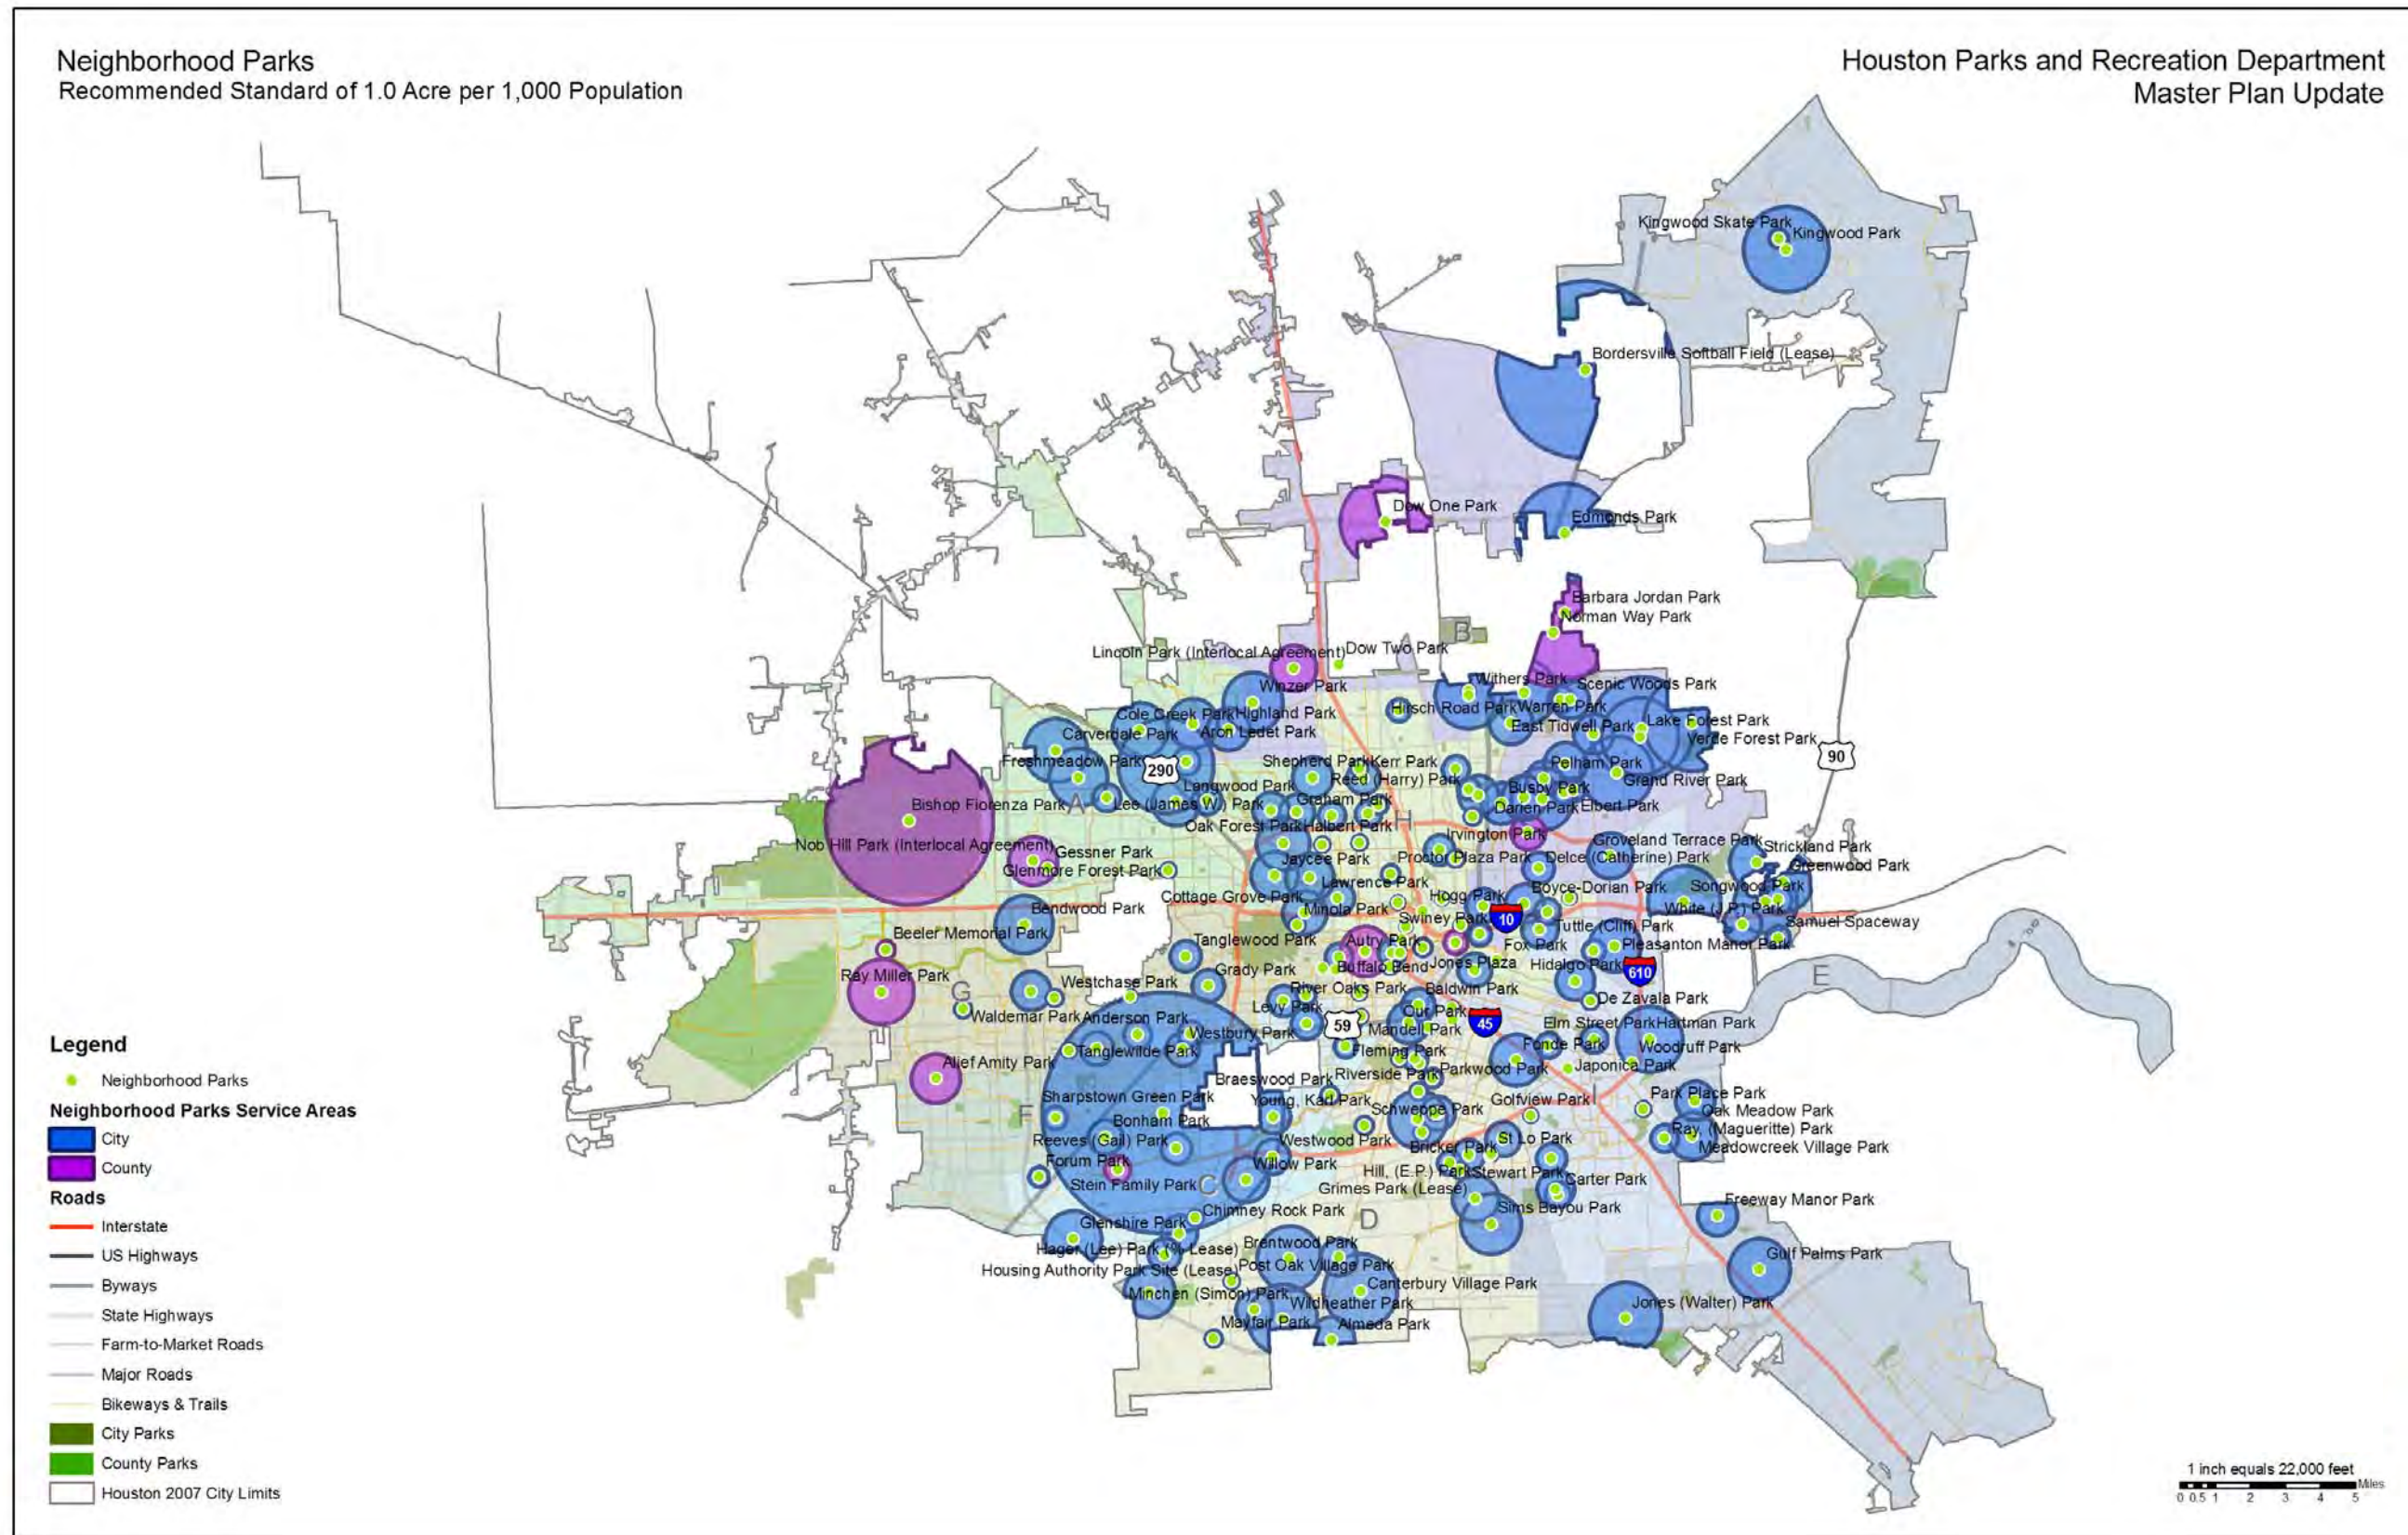 Neighborhood Parks
Recommended Standard of 1.0 Acre per 1,000 Population
Houston Parks and Recreation Department
Master Plan Update
Kingwood Skate Park
Kingwood Park
Bordersville Softball Field (Lease)
Dow One Park
Edmonds Park
Barbara Jordan Park
Norman Way Park
B
Lincoln Park (Interlocal Agreement)
Dow Two Park
Winzer Park
Withers Park
Scenic Woods Park
Cole Creek Park
Highland Park
Hirsch Road Park
Warren Park
Carverdale Park
Aron Ledet Park
East Tidwell Park
Lake Forest Park
Verde Forest Park
Freshmeadow Park
290
Shepherd Park
Kerr Park
Pelham Park
90
Langwood Park
Reed (Harry) Park
Busby Park
Grand River Park
Bishop Fiorenza Park
A
Lee (James W.) Park
Graham Park
Darien Park
Elbert Park
Oak Forest Park
Halbert Park
H
Irvington Park
Nob Hill Park (Interlocal Agreement)
Gessner Park
Jaycee Park
Proctor Plaza Park
Delce (Catherine) Park
Groveland Terrace Park
Strickland Park
Glenmore Forest Park
Lawrence Park
Greenwood Park
Cottage Grove Park
Minola Park
Hogg Park
Boyce-Dorian Park
Songwood Park
Bendwood Park
Swiney Park
10
White (J.P.) Park
Samuel Spaceway
Beeler Memorial Park
Tanglewood Park
Autry Park
Fox Park
Tuttle (Cliff) Park
Pleasanton Manor Park
Ray Miller Park
Grady Park
Buffalo Bend
Jones Plaza
Hidalgo Park
610
E
G
Westchase Park
River Oaks Park
Baldwin Park
De Zavala Park
Waldemar Park
Anderson Park
Levy Park
Our Park
59
Mandell Park
45
Elm Street Park
Hartman Park
Westbury Park
Tanglewilde Park
Fleming Park
Fonde Park
Woodruff Park
Alief Amity Park
Braeswood Park
Riverside Park
Parkwood Park
Japonica Park
Sharpstown Green Park
Young, Karl Park
Schweppe Park
Golfview Park
I
Park Place Park
F
Bonham Park
Oak Meadow Park
Reeves (Gail) Park
Westwood Park
Bricker Park
St Lo Park
Ray, (Magueritte) Park
Meadowcreek Village Park
Forum Park
Willow Park
Hill, (E.P.) Park
Stewart Park
Carter Park
Stein Family Park
C
Grimes Park (Lease)
Freeway Manor Park
Glenshire Park
Chimney Rock Park
D
Sims Bayou Park
Hager (Lee) Park (% Lease)
Brentwood Park
Gulf Palms Park
Housing Authority Park Site (Lease)
Post Oak Village Park
Canterbury Village Park
Minchen (Simon) Park
Wildheather Park
Jones (Walter) Park
Mayfair Park
Almeda Park
Legend
Neighborhood Parks
Neighborhood Parks Service Areas
City
County
Roads
Interstate
US Highways
Byways
State Highways
Farm-to-Market Roads
Major Roads
Bikeways & Trails
City Parks
County Parks
Houston 2007 City Limits
1 inch equals 22,000 feet
Miles
0 0.5 1 2 3 4 5